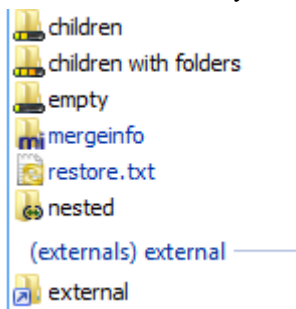 children
children with folders
empty
mergeinfo
restore.txt
nested
(externals) external
external